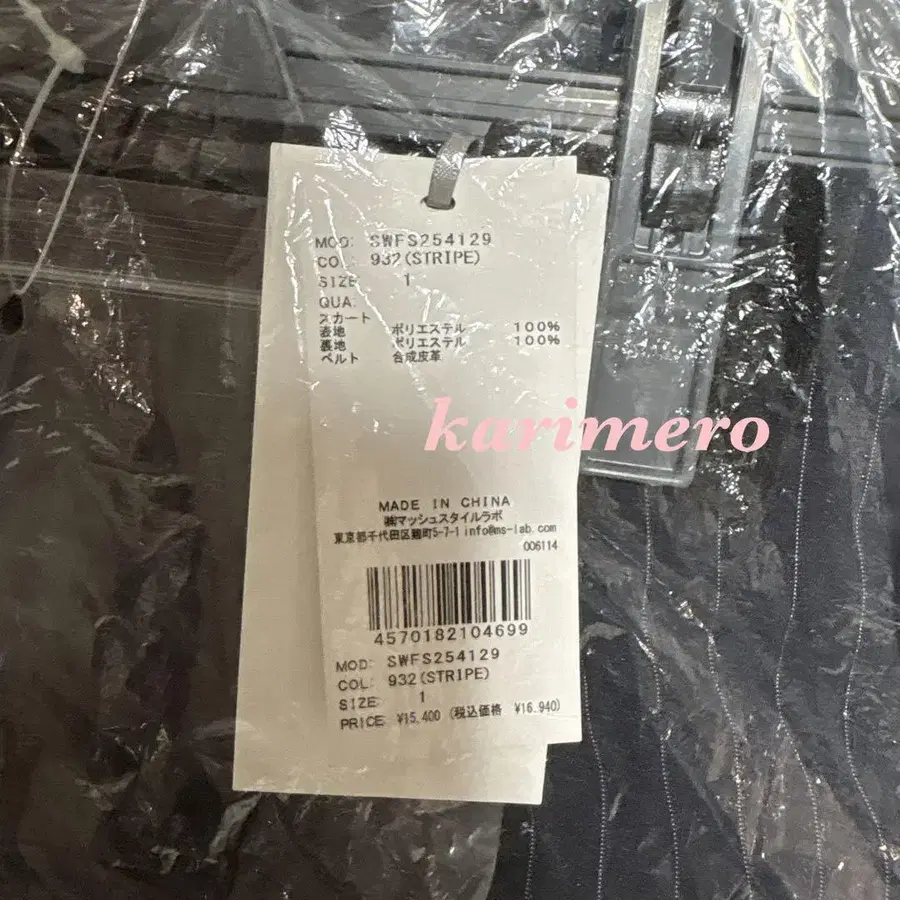 MOD: SWFS254129
COL: 932(STRIPE)
SIZE 1
QUA:
スカート
表地 ポリエステル 100%
裏地 ポリエステル 100%
ベルト 合成皮革
karimero
MADE IN CHINA
㈱マッシュスタイルラボ
東京都千代田区麹町5-7-1 info@ms-lab.com
006114
4570182104699
MOD: SWFS254129
COL: 932(STRIPE)
SIZE: 1
PRICE: ¥15,400 (税込価格 ¥16,940)